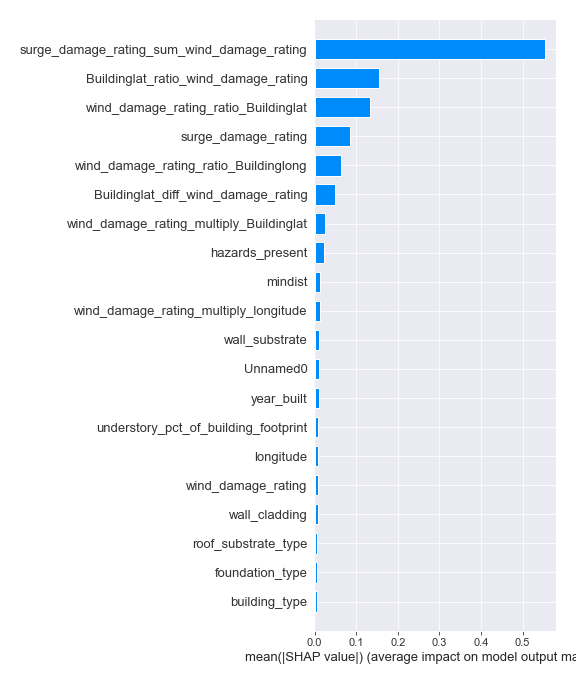 surge_damage_rating_sum_wind_damage_rating
Buildinglat_ratio_wind_damage_rating
wind_damage_rating_ratio_Buildinglat
surge_damage_rating
wind_damage_rating_ratio_Buildinglong
Buildinglat_diff_wind_damage_rating
wind_damage_rating_multiply_Buildinglat
hazards_present
mindist
wind_damage_rating_multiply_longitude
wall_substrate
Unnamed0
year_built
understory_pct_of_building_footprint
longitude
wind_damage_rating
wall_cladding
roof_substrate_type
foundation_type
building_type
0.0 0.1 0.2 0.3 0.4 0.5
mean(|SHAP value|) (average impact on model output ma